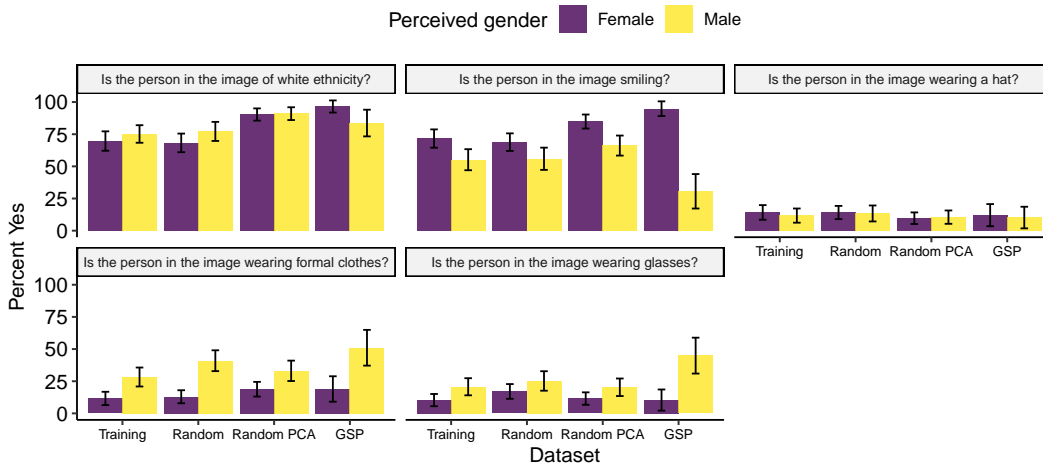 Perceived gender Female Male
Is the person in the image of white ethnicity?
Is the person in the image smiling?
Is the person in the image wearing a hat?
Percent Yes
100
75
50
25
0
Training Random Random PCA GSP
Is the person in the image wearing formal clothes?
Is the person in the image wearing glasses?
100
75
50
25
0
Training Random Random PCA GSP
Training Random Random PCA GSP
Dataset